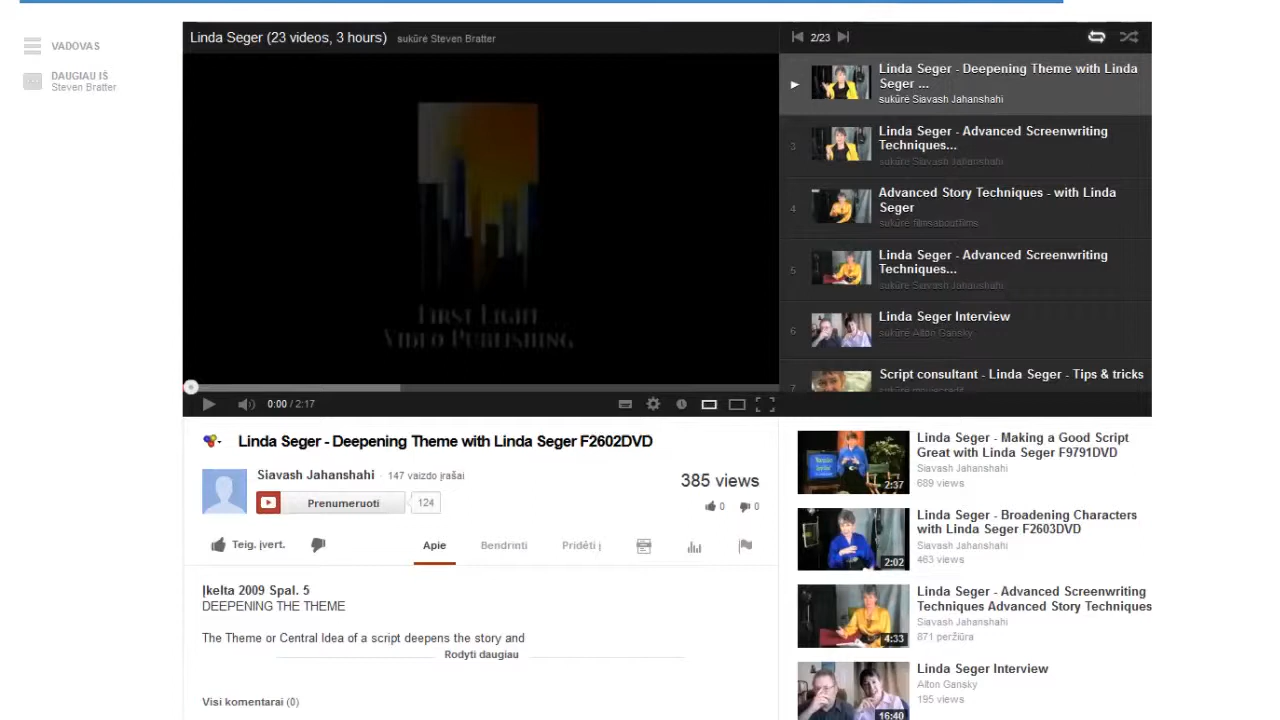 VADOVAS
DAUGIAU IŠ
Steven Bratter
Linda Seger (23 videos, 3 hours) sukūrė Steven Bratter
FIRST LIGHT
VIDEO PUBLISHING
0:00 / 2:17
2/23
Linda Seger - Deepening Theme with Linda
Seger ...
sukūrė Siavash Jahanshahi
3
Linda Seger - Advanced Screenwriting
Techniques...
sukūrė Siavash Jahanshahi
4
Advanced Story Techniques - with Linda
Seger
sukūrė filmsaboutfilms
5
Linda Seger - Advanced Screenwriting
Techniques...
sukūrė Siavash Jahanshahi
6
Linda Seger Interview
sukūrė Alton Gansky
7
Script consultant - Linda Seger - Tips & tricks
Linda Seger - Deepening Theme with Linda Seger F2602DVD
Siavash Jahanshahi · 147 vaizdo įrašai
Prenumeruoti 124
385 views
0 0
Teig. įvert.
Apie Bendrinti Pridėti į
Įkelta 2009 Spal. 5
DEEPENING THE THEME
The Theme or Central Idea of a script deepens the story and
Rodyti daugiau
Visi komentarai (0)
2:37
Linda Seger - Making a Good Script
Great with Linda Seger F9791DVD
Siavash Jahanshahi
689 views
2:02
Linda Seger - Broadening Characters
with Linda Seger F2603DVD
Siavash Jahanshahi
463 views
4:33
Linda Seger - Advanced Screenwriting
Techniques Advanced Story Techniques
Siavash Jahanshahi
871 peržiūra
16:40
Linda Seger Interview
Alton Gansky
195 views